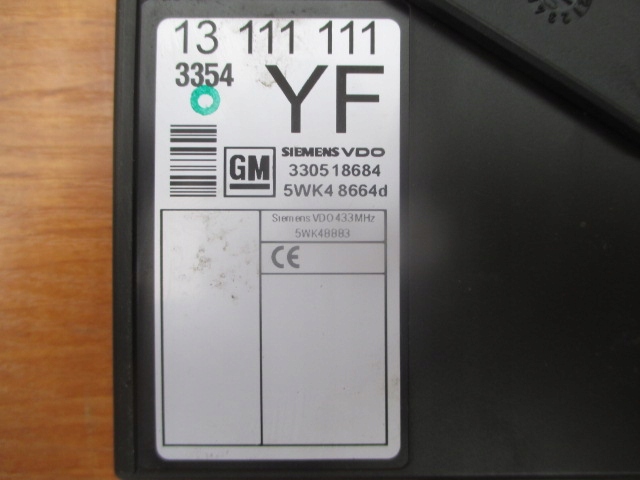 13 111 111
3354
YF
GM
SIEMENS VDO
330518684
5WK4 8664d
Siemens VDO 433MHz
5WK48883
CE